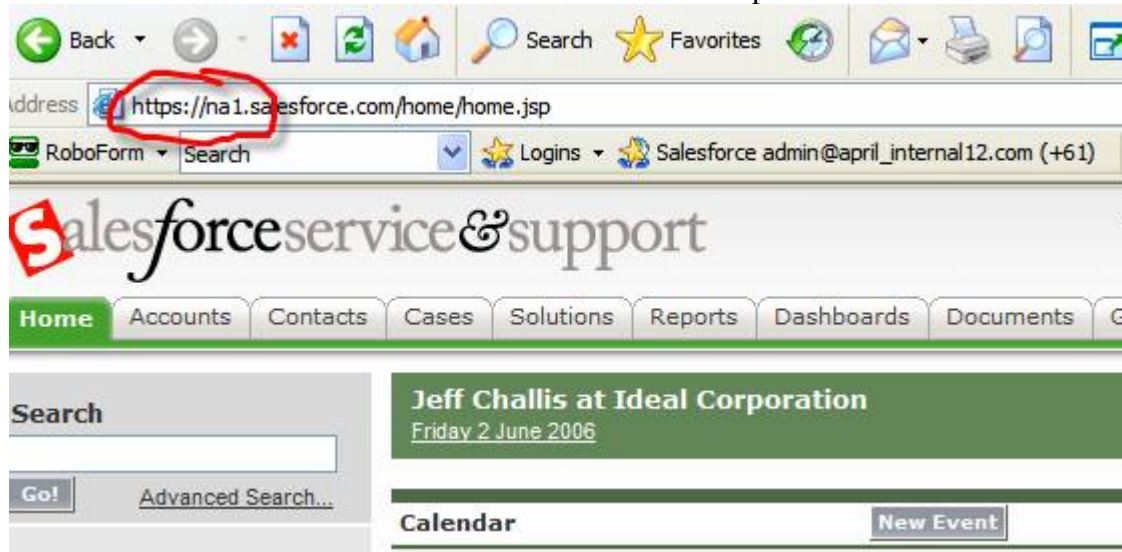 Back Search Favorites
Address https://na1.salesforce.com/home/home.jsp
RoboForm Search Logins Salesforce admin@april_internal12.com (+61)
Salesforceservice&support
Home Accounts Contacts Cases Solutions Reports Dashboards Documents
Search
Go! Advanced Search...
Jeff Challis at Ideal Corporation
Friday 2 June 2006
Calendar New Event